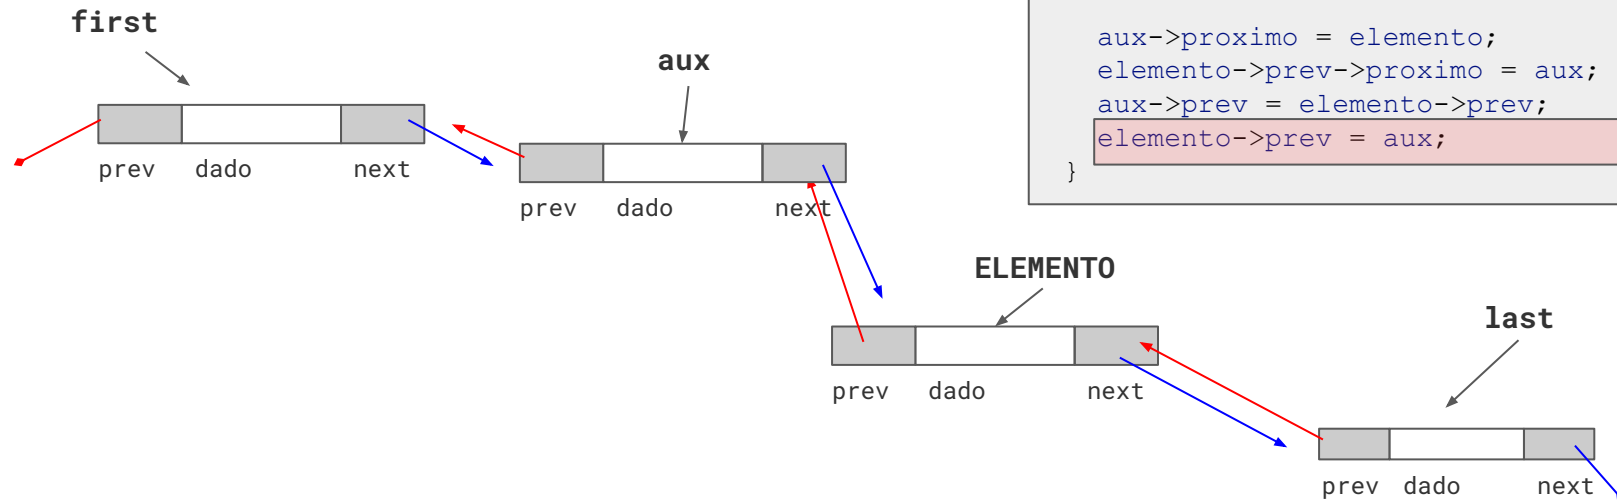 first
aux
aux->proximo = elemento;
elemento->prev->proximo = aux;
aux->prev = elemento->prev;
elemento->prev = aux;
}
prev dado next
prev dado next
ELEMENTO
last
prev dado next
prev dado next